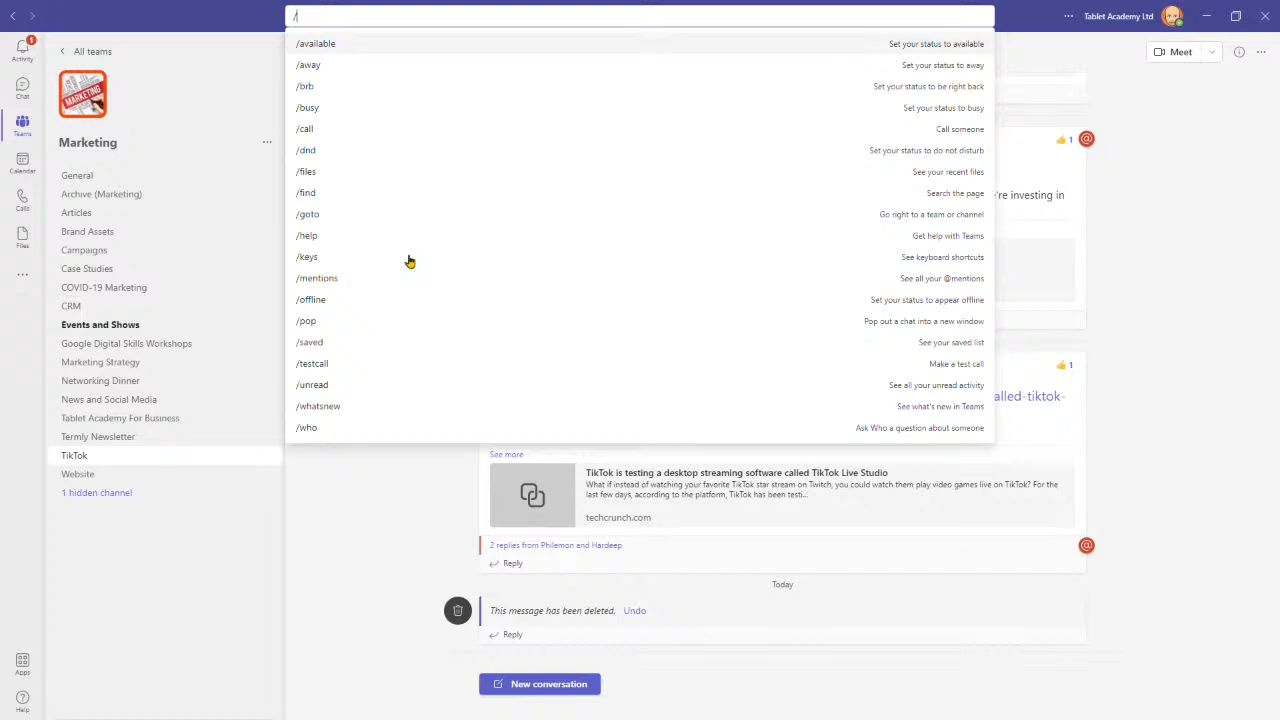 /
Tablet Academy Ltd
Activity
1
Chat
Teams
Calendar
Calls
Files
Apps
Help
All teams
MARKETING
Marketing
General
Archive (Marketing)
Articles
Brand Assets
Campaigns
Case Studies
COVID-19 Marketing
CRM
Events and Shows
Google Digital Skills Workshops
Marketing Strategy
Networking Dinner
News and Social Media
Tablet Academy For Business
Termly Newsletter
TikTok
Website
1 hidden channel
/available Set your status to available
/away Set your status to away
/brb Set your status to be right back
/busy Set your status to busy
/call Call someone
/dnd Set your status to do not disturb
/files See your recent files
/find Search the page
/goto Go right to a team or channel
/help Get help with Teams
/keys See keyboard shortcuts
/mentions See all your @mentions
/offline Set your status to appear offline
/pop Pop out a chat into a new window
/saved See your saved list
/testcall Make a test call
/unread See all your unread activity
/whatsnew See what's new in Teams
/who Ask Who a question about someone
Meet
1 @
're investing in
1
alled-tiktok-
See more
TikTok is testing a desktop streaming software called TikTok Live Studio
What if instead of watching your favorite TikTok star stream on Twitch, you could watch them play video games live on TikTok? For the
last few days, according to the platform, TikTok has been testi...
techcrunch.com
2 replies from Philemon and Hardeep
@
Reply
Today
This message has been deleted. Undo
Reply
New conversation